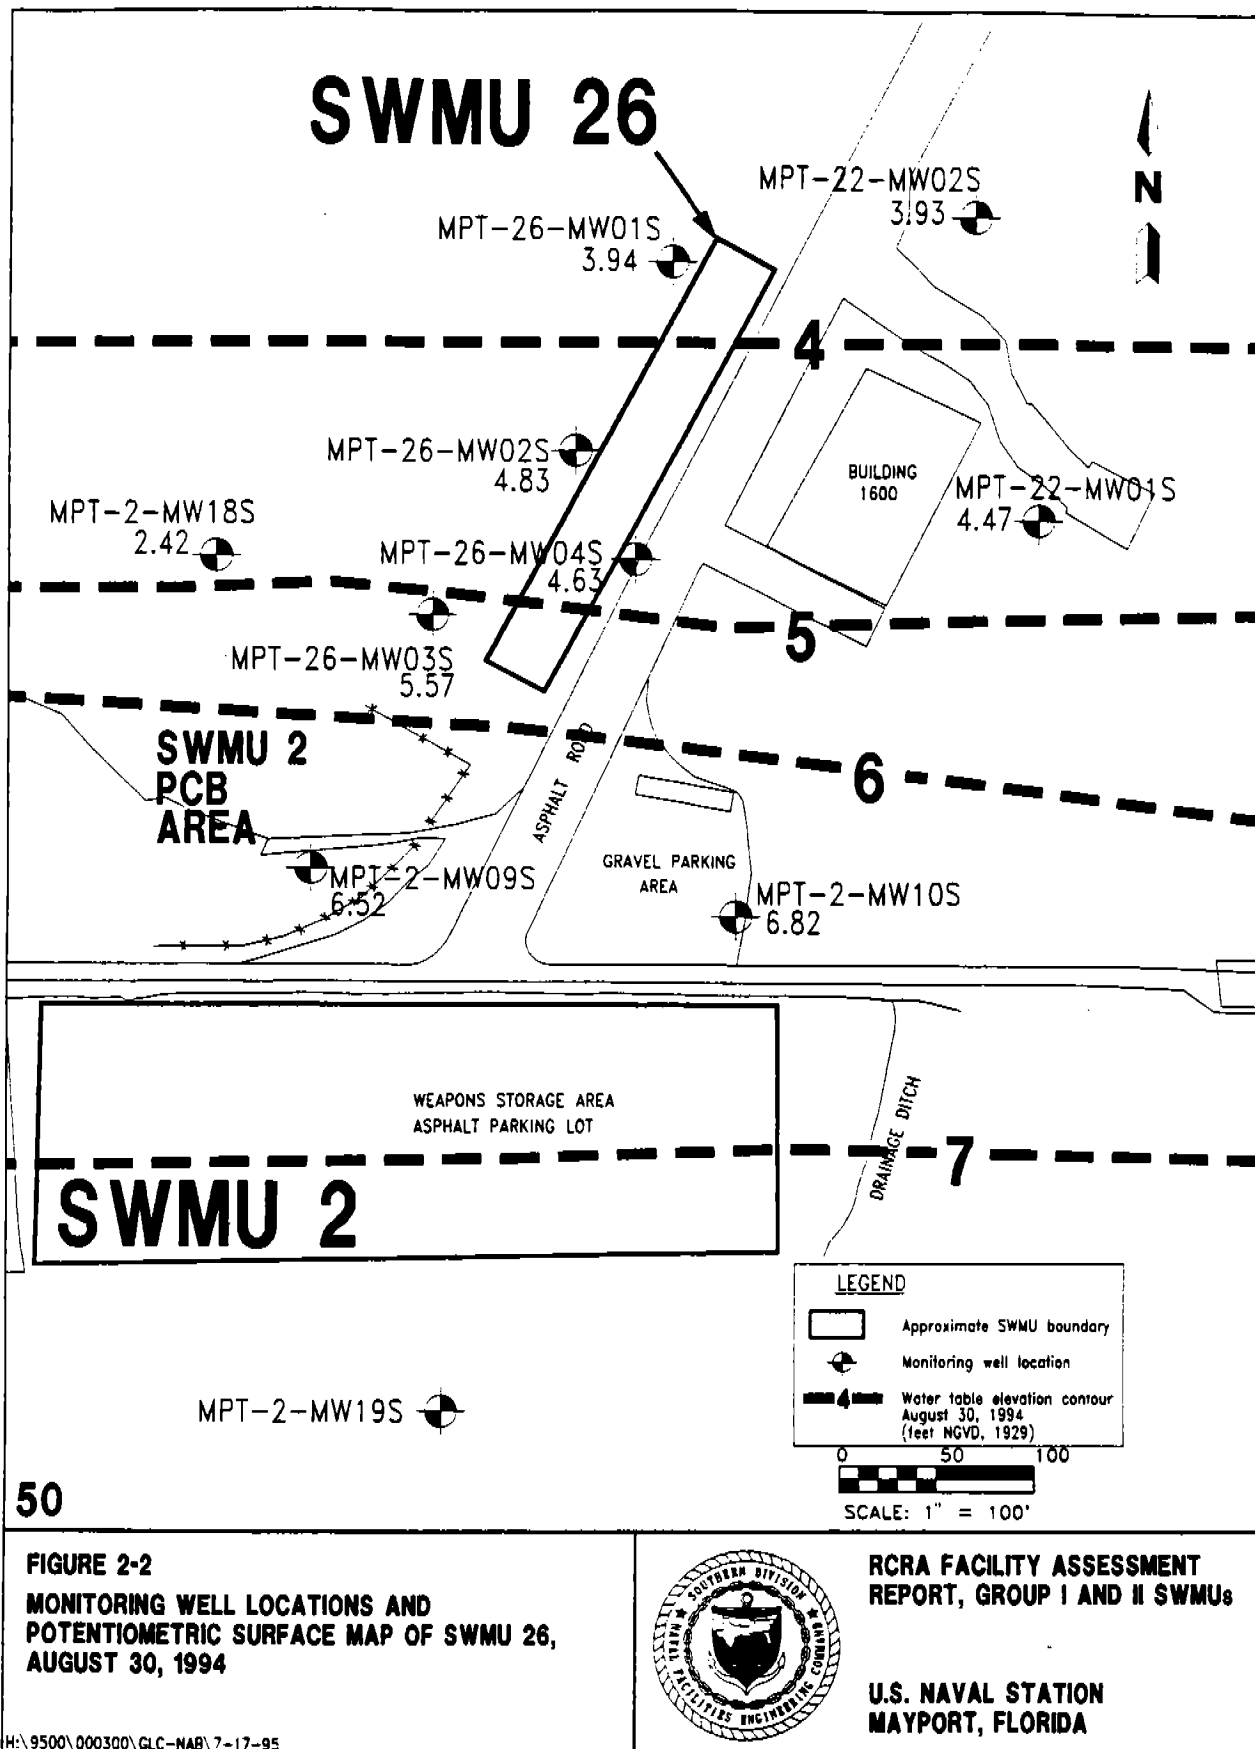 SWMU 26
MPT-22-MW02S
3.93
N
MPT-26-MW01S
3.94
4
MPT-26-MW02S
4.83
BUILDING
1600
MPT-22-MW01S
4.47
MPT-2-MW18S
2.42
MPT-26-MW04S
4.63
5
MPT-26-MW03S
5.57
SWMU 2
PCB
AREA
ASPHALT ROAD
6
GRAVEL PARKING
AREA
MPT-2-MW09S
6.52
MPT-2-MW10S
6.82
WEAPONS STORAGE AREA
ASPHALT PARKING LOT
DRAINAGE DITCH
7
SWMU 2
LEGEND
Approximate SWMU boundary
Monitoring well location
4 Water table elevation contour
August 30, 1994
(feet NGVD, 1929)
MPT-2-MW19S
0 50 100
SCALE: 1" = 100'
50
FIGURE 2-2
MONITORING WELL LOCATIONS AND
POTENTIOMETRIC SURFACE MAP OF SWMU 26,
AUGUST 30, 1994
SOUTHERN DIVISION
NAVAL FACILITIES ENGINEERING COMMAND
RCRA FACILITY ASSESSMENT
REPORT, GROUP I AND II SWMUs
U.S. NAVAL STATION
MAYPORT, FLORIDA
H:\9500\000300\GLC-NAB\7-17-95